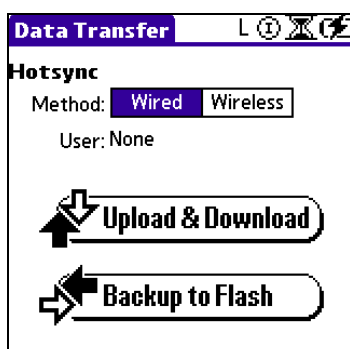 Data Transfer L
Hotsync
Method: Wired Wireless
User: None
Upload & Download
Backup to Flash